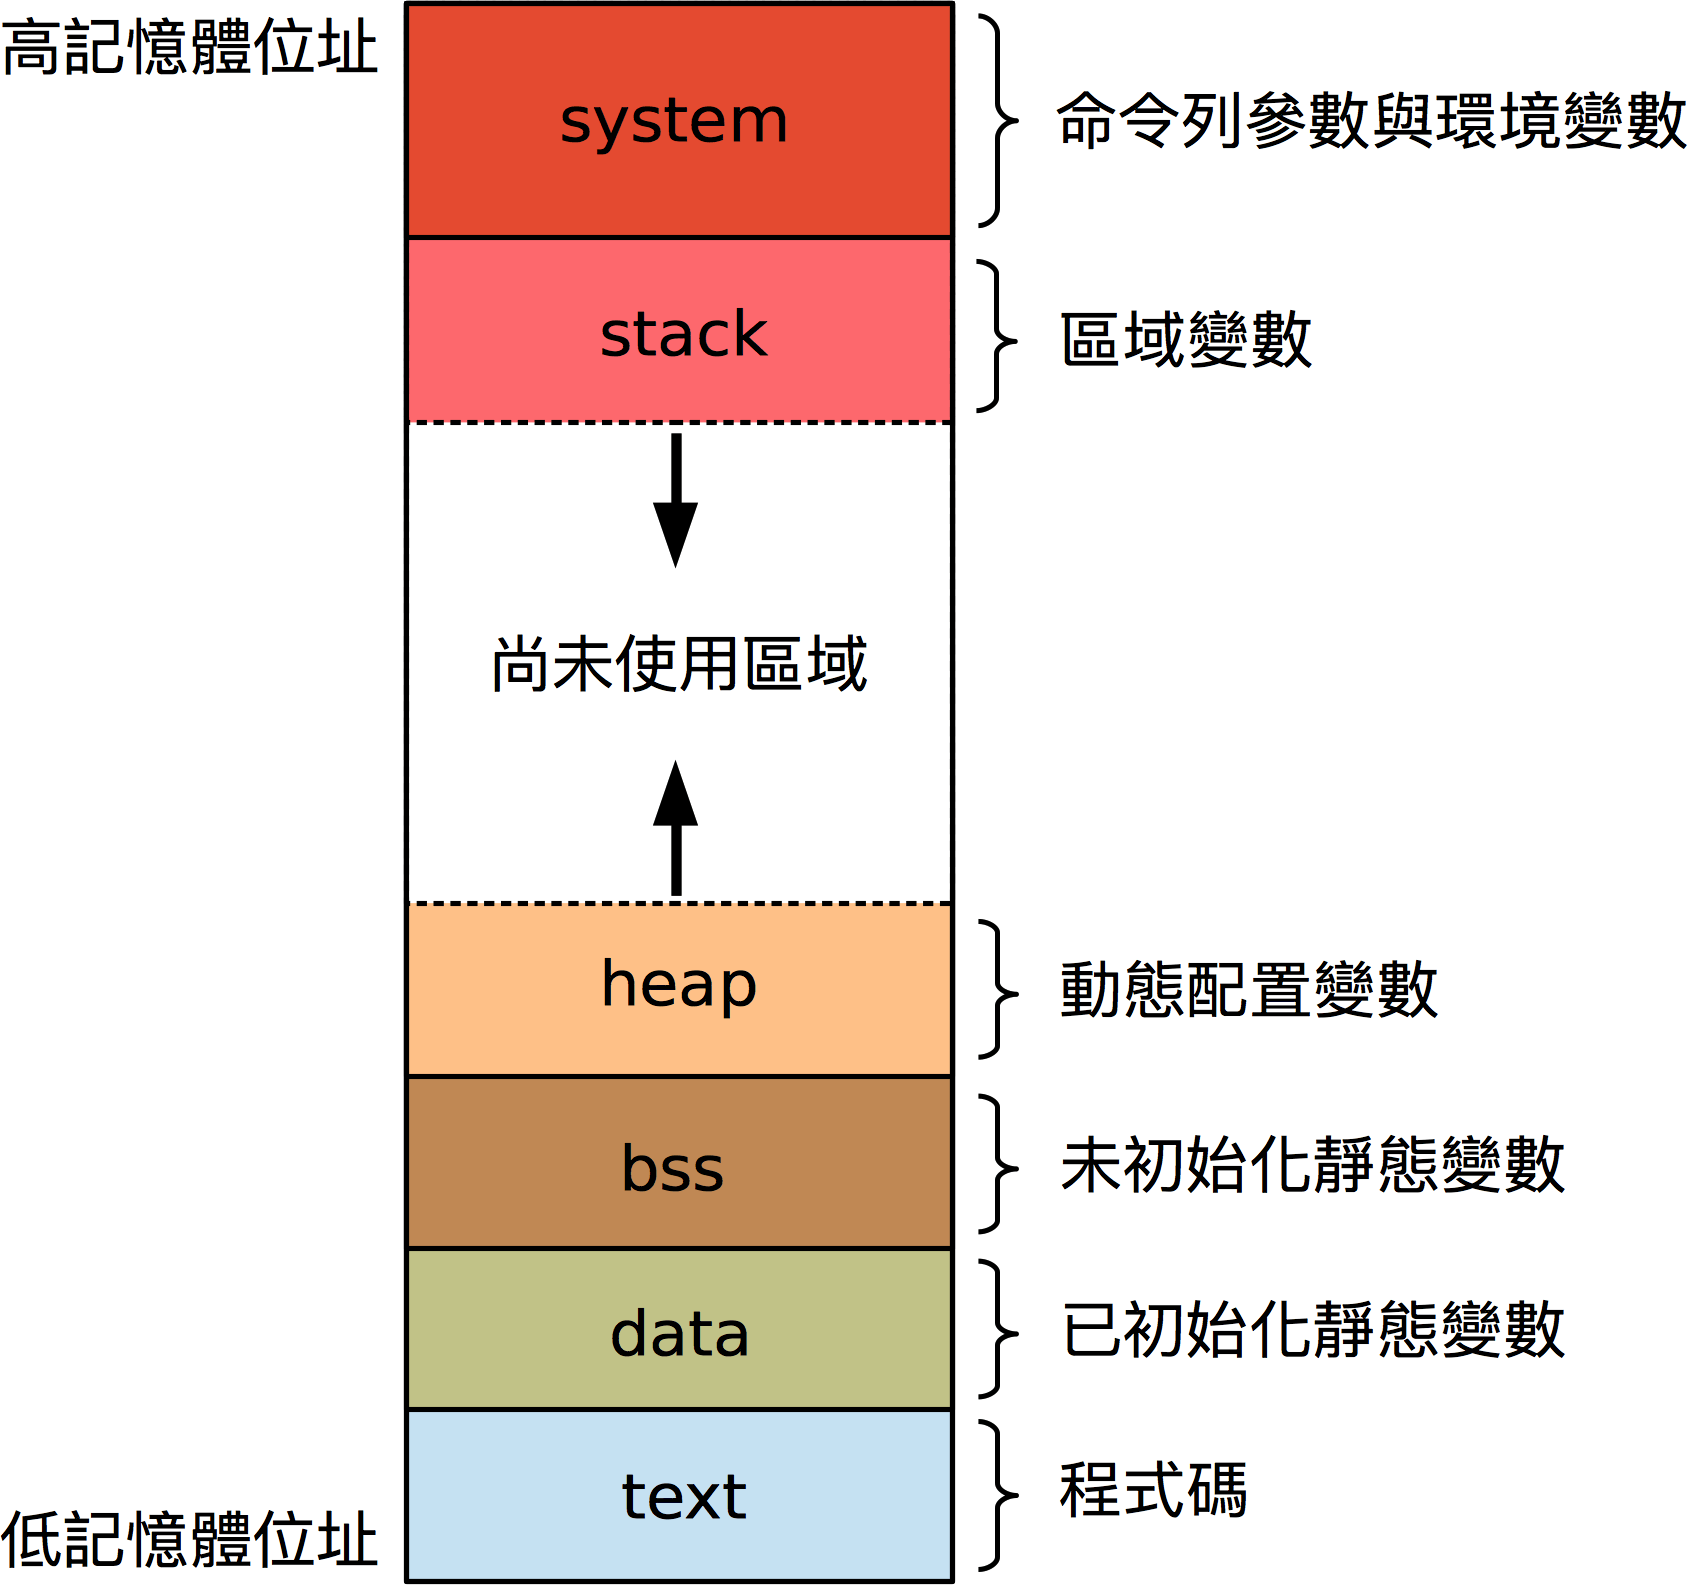 高記憶體位址
system
命令列參數與環境變數
stack
區域變數
尚未使用區域
heap
動態配置變數
bss
未初始化靜態變數
data
已初始化靜態變數
text
程式碼
低記憶體位址